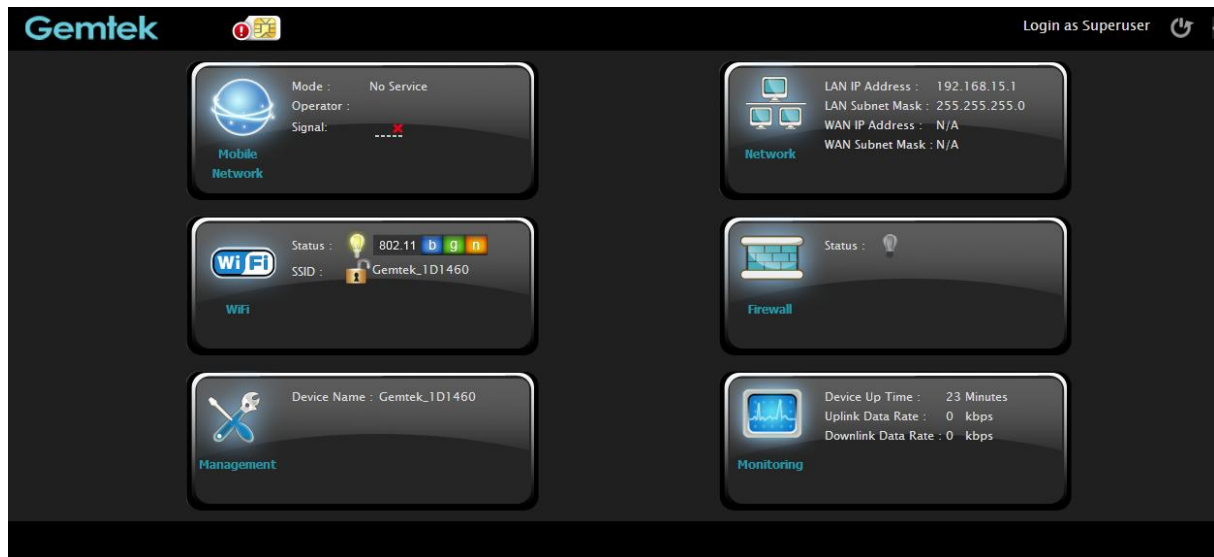 Gemtek
Login as Superuser
Mode : No Service
Operator :
Signal:
Mobile
Network
LAN IP Address : 192.168.15.1
LAN Subnet Mask : 255.255.255.0
WAN IP Address : N/A
WAN Subnet Mask : N/A
Network
Status : 802.11 b g n
SSID : Gemtek_1D1460
WiFi
WiFi
Status :
Firewall
Device Name : Gemtek_1D1460
Management
Device Up Time : 23 Minutes
Uplink Data Rate : 0 kbps
Downlink Data Rate : 0 kbps
Monitoring